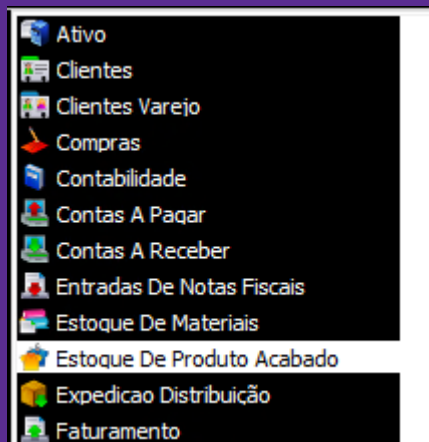 Ativo
Clientes
Clientes Varejo
Compras
Contabilidade
Contas A Pagar
Contas A Receber
Entradas De Notas Fiscais
Estoque De Materiais
Estoque De Produto Acabado
Expedicao Distribuição
Faturamento